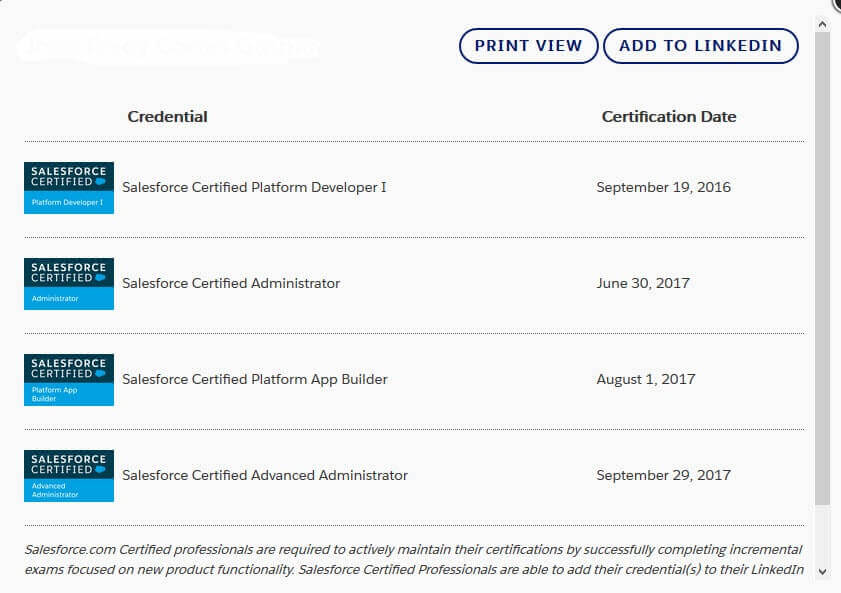 PRINT VIEW
ADD TO LINKEDIN
Credential
Certification Date
SALESFORCE
CERTIFIED
Platform Developer I
Salesforce Certified Platform Developer I
September 19, 2016
SALESFORCE
CERTIFIED
Administrator
Salesforce Certified Administrator
June 30, 2017
SALESFORCE
CERTIFIED
Platform App
Builder
Salesforce Certified Platform App Builder
August 1, 2017
SALESFORCE
CERTIFIED
Advanced
Administrator
Salesforce Certified Advanced Administrator
September 29, 2017
Salesforce.com Certified professionals are required to actively maintain their certifications by successfully completing incremental
exams focused on new product functionality. Salesforce Certified Professionals are able to add their credential(s) to their LinkedIn